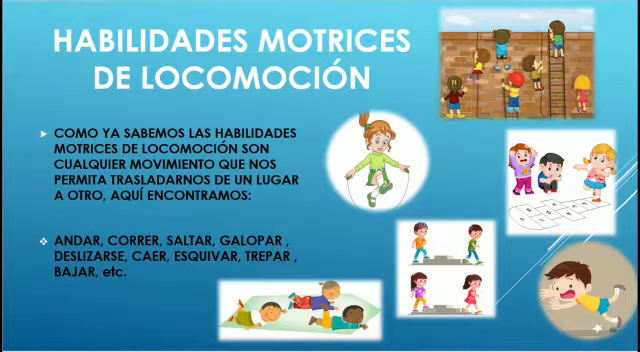 HABILIDADES MOTRICES
DE LOCOMOCIÓN
COMO YA SABEMOS LAS HABILIDADES
MOTRICES DE LOCOMOCIÓN SON
CUALQUIER MOVIMIENTO QUE NOS
PERMITA TRASLADARNOS DE UN LUGAR
A OTRO, AQUÍ ENCONTRAMOS:
ANDAR, CORRER, SALTAR, GALOPAR ,
DESLIZARSE, CAER, ESQUIVAR, TREPAR ,
BAJAR, etc.